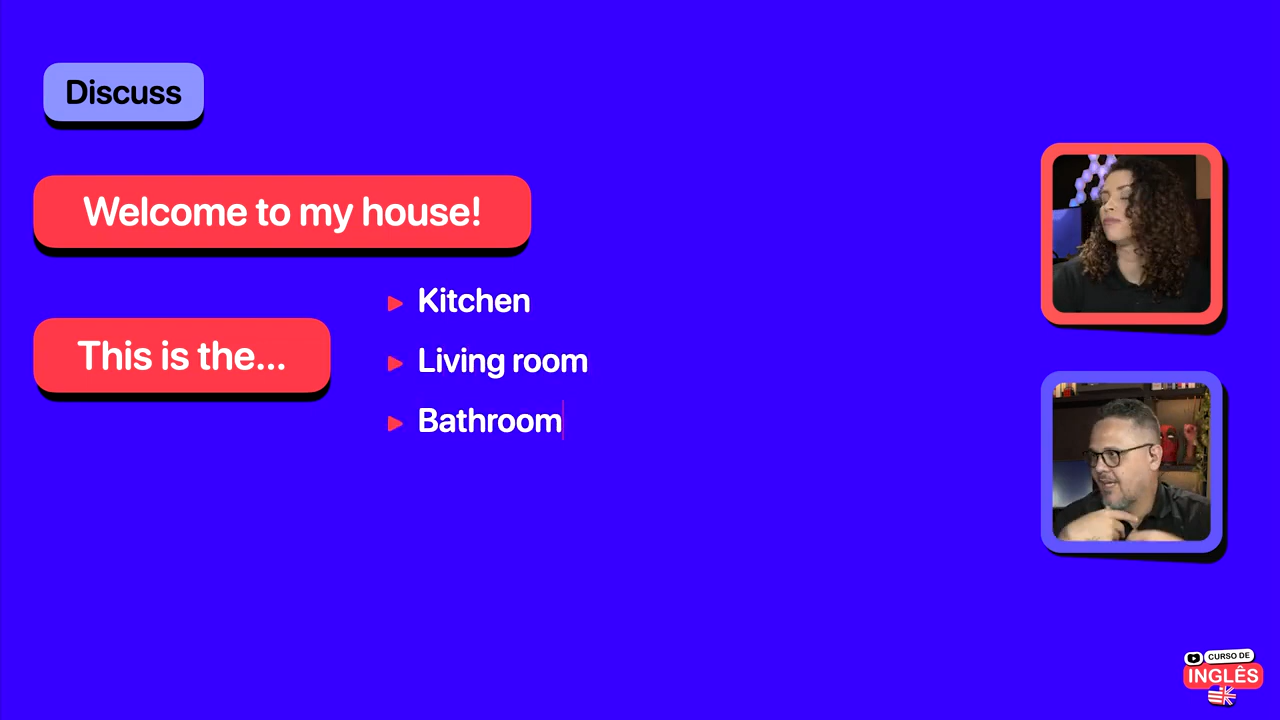 Discuss
Welcome to my house!
This is the...
Kitchen
Living room
Bathroom
CURSO DE
INGLÊS